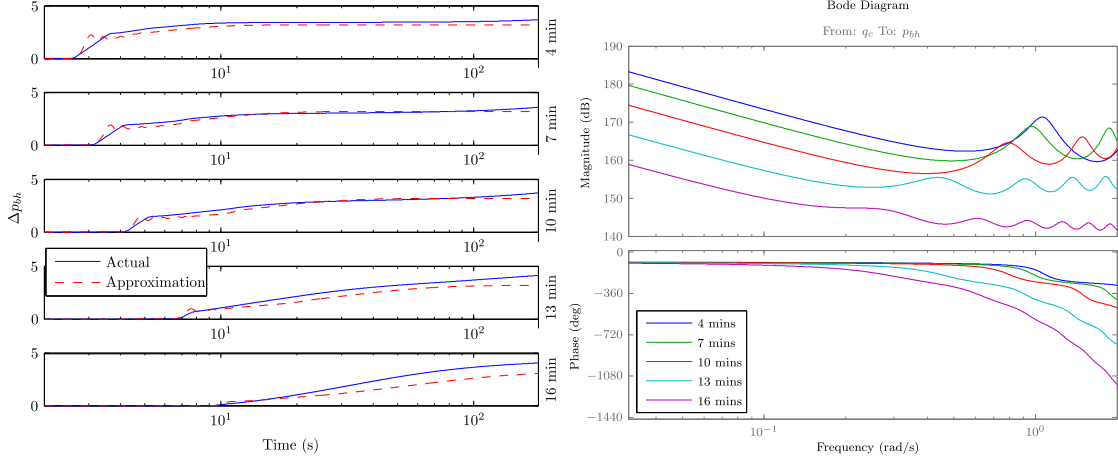 5
0
10¹
10²
4 min
5
0
10¹
10²
7 min
5
0
10¹
10²
10 min
5
0
10¹
10²
13 min
5
0
10¹
10²
16 min
Δp_bh
Actual
Approximation
Time (s)
Bode Diagram
From: q_c To: p_bh
190
180
170
160
150
140
Magnitude (dB)
0
−360
−720
−1080
−1440
Phase (deg)
4 mins
7 mins
10 mins
13 mins
16 mins
10⁻¹
10⁰
Frequency (rad/s)